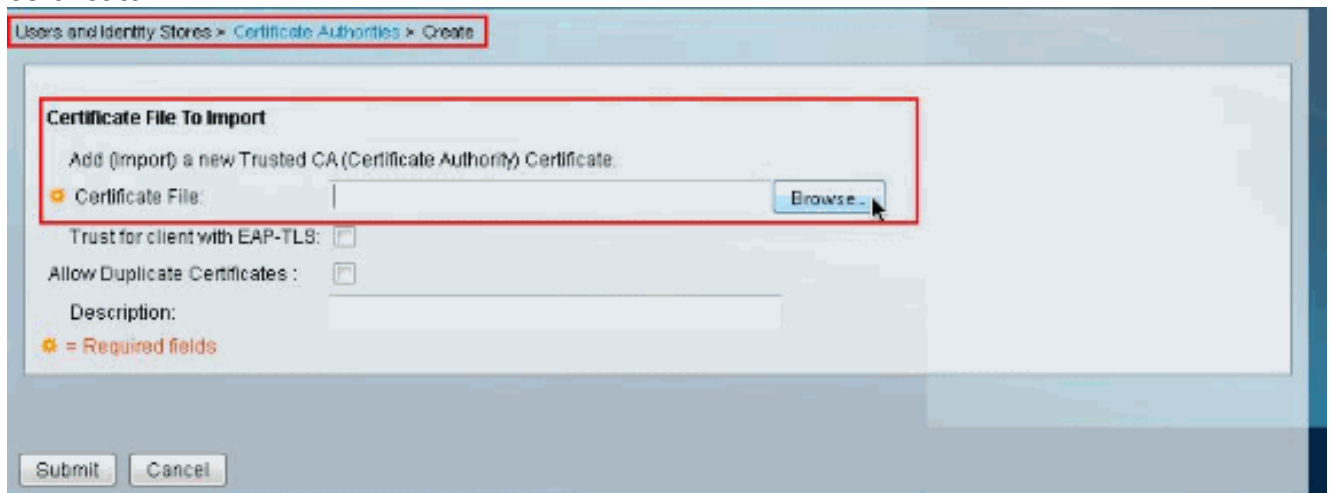 Users and Identity Stores > Certificate Authorities > Create
Certificate File To Import
Add (Import) a new Trusted CA (Certificate Authority) Certificate.
Certificate File:
Browse...
Trust for client with EAP-TLS:
Allow Duplicate Certificates :
Description:
= Required fields
Submit
Cancel